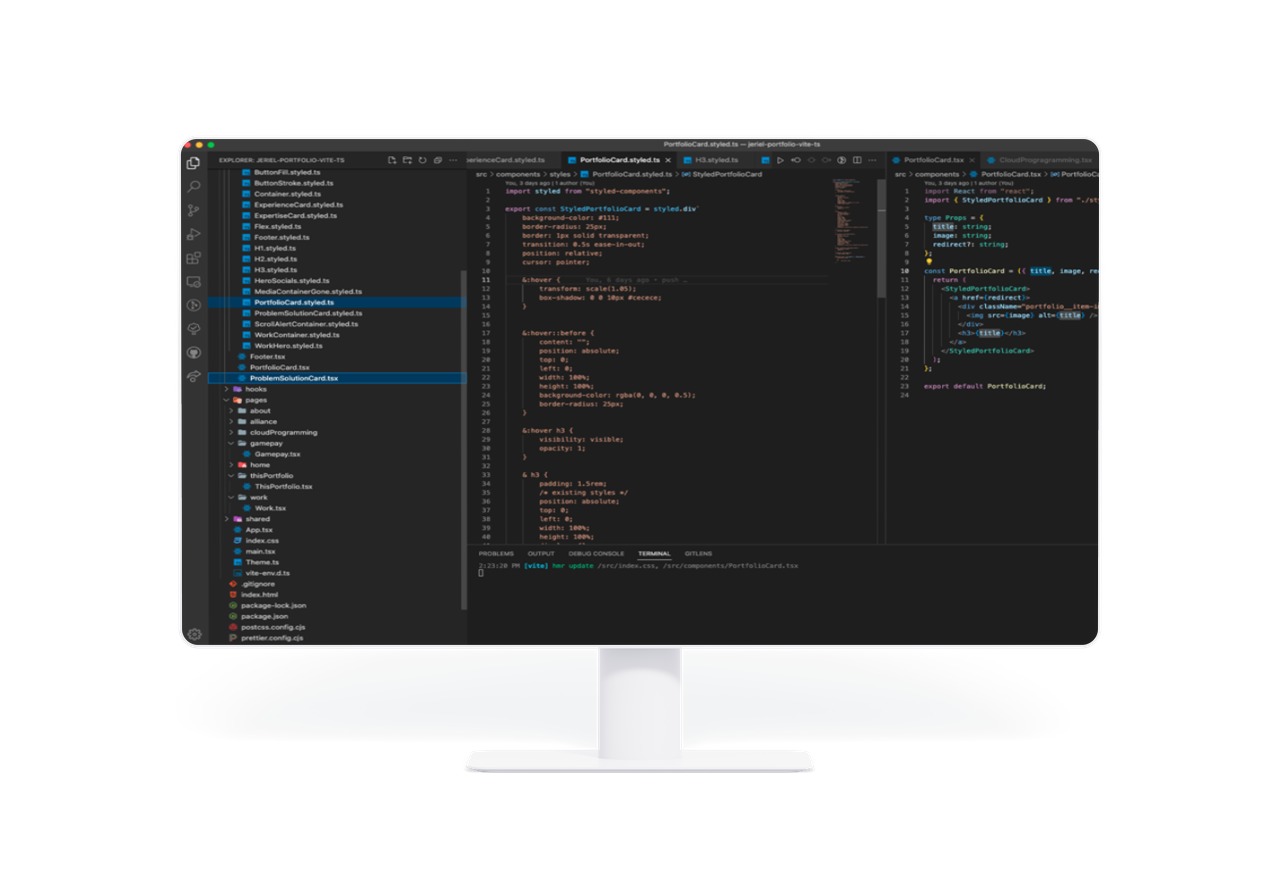 PortfolioCard.styled.ts — jeriel-portfolio-vite-ts
EXPLORER: JERIEL-PORTFOLIO-VITE-TS
ButtonFill.styled.ts
ButtonStroke.styled.ts
Container.styled.ts
ExperienceCard.styled.ts
ExpertiseCard.styled.ts
Flex.styled.ts
Footer.styled.ts
H1.styled.ts
H2.styled.ts
H3.styled.ts
HeroSocials.styled.ts
MediaContainerGone.styled.ts
PortfolioCard.styled.ts
ProblemSolutionCard.styled.ts
ScrollAlertContainer.styled.ts
WorkContainer.styled.ts
WorkHero.styled.ts
Footer.tsx
PortfolioCard.tsx
ProblemSolutionCard.tsx
hooks
pages
about
alliance
cloudProgramming
gamepay
Gamepay.tsx
home
thisPortfolio
ThisPortfolio.tsx
work
Work.tsx
shared
App.tsx
index.css
main.tsx
Theme.ts
vite-env.d.ts
.gitignore
index.html
package-lock.json
package.json
postcss.config.cjs
prettier.config.cjs
perienceCard.styled.ts PortfolioCard.styled.ts H3.styled.ts
src > components > styles > PortfolioCard.styled.ts > StyledPortfolioCard
You, 3 days ago | 1 author (You)
1 import styled from "styled-components";
2
3 export const StyledPortfolioCard = styled.div`
4 background-color: #111;
5 border-radius: 25px;
6 border: 1px solid transparent;
7 transition: 0.5s ease-in-out;
8 position: relative;
9 cursor: pointer;
10
11 &:hover { You, 6 days ago • push …
12 transform: scale(1.05);
13 box-shadow: 0 0 10px #cecece;
14 }
15
16
17 &:hover::before {
18 content: "";
19 position: absolute;
20 top: 0;
21 left: 0;
22 width: 100%;
23 height: 100%;
24 background-color: rgba(0, 0, 0, 0.5);
25 border-radius: 25px;
26 }
27
28 &:hover h3 {
29 visibility: visible;
30 opacity: 1;
31 }
32
33 & h3 {
34 padding: 1.5rem;
35 /* existing styles */
36 position: absolute;
37 top: 0;
38 left: 0;
39 width: 100%;
40 height: 100%;
PortfolioCard.tsx CloudProgragramming.tsx
src > components > PortfolioCard.tsx > PortfolioC
You, 3 days ago | 1 author (You)
1 import React from "react";
2 import { StyledPortfolioCard } from "./st
3
4 type Props = {
5 title: string;
6 image: string;
7 redirect?: string;
8 };
9
10 const PortfolioCard = ({ title, image, re
11 return (
12 <StyledPortfolioCard>
13 <a href={redirect}>
14 <div className="portfolio__item-i
15 <img src={image} alt={title} />
16 </div>
17 <h3>{title}</h3>
18 </a>
19 </StyledPortfolioCard>
20 );
21 };
22
23 export default PortfolioCard;
24
PROBLEMS OUTPUT DEBUG CONSOLE TERMINAL GITLENS
2:23:20 PM [vite] hmr update /src/index.css, /src/components/PortfolioCard.tsx